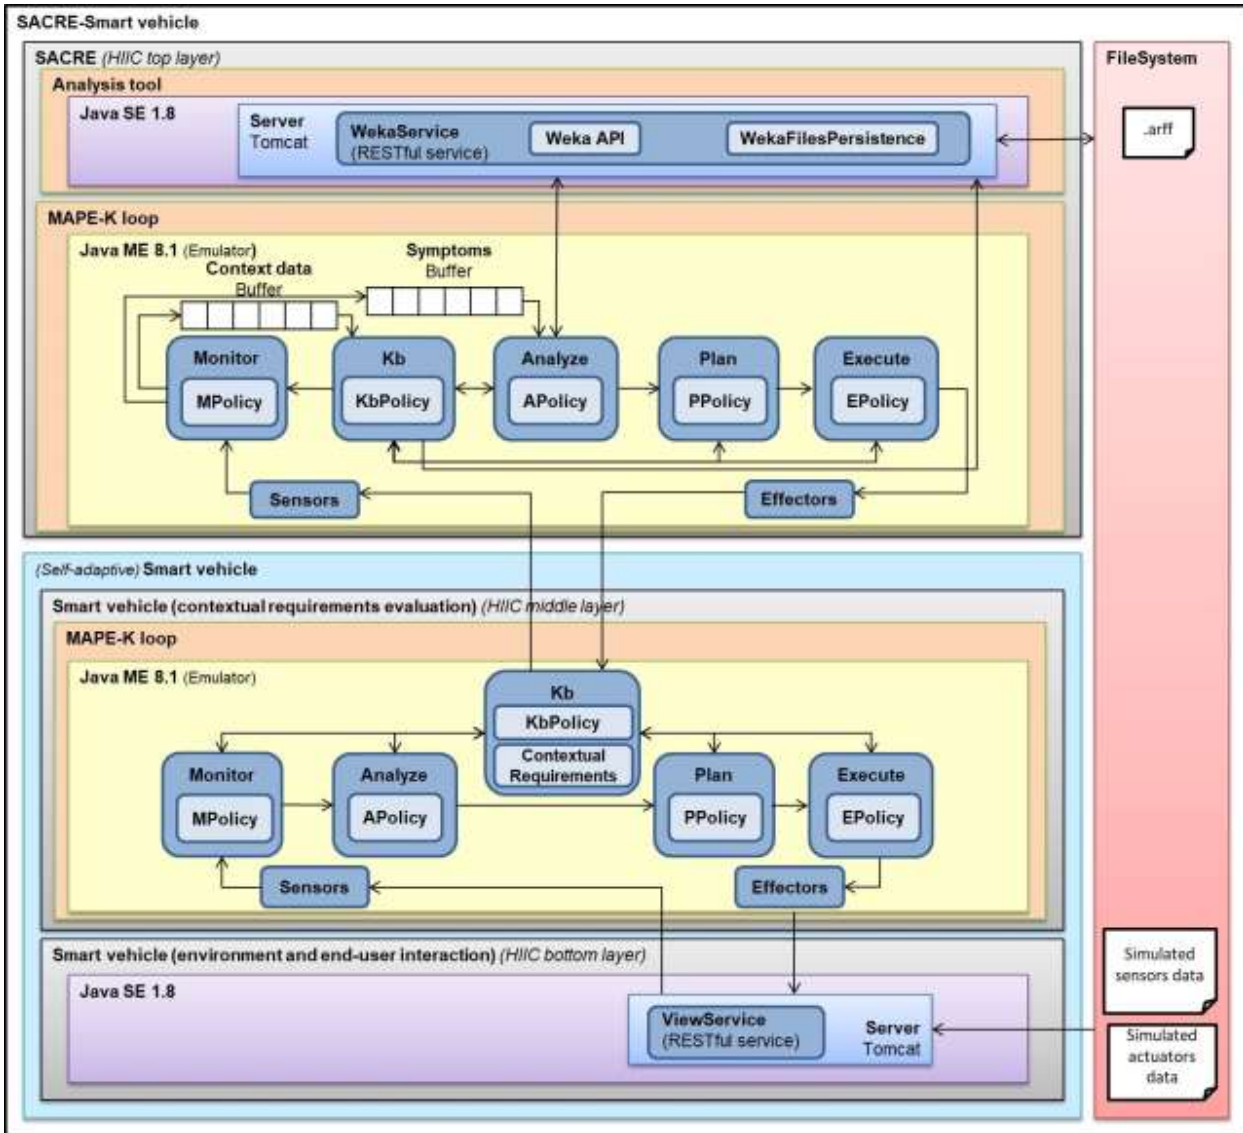 SACRE-Smart vehicle
SACRE (HIIC top layer)
Analysis tool
Java SE 1.8
Server
Tomcat
WekaService
(RESTful service)
Weka API
WekaFilesPersistence
FileSystem
.arff
MAPE-K loop
Java ME 8.1 (Emulator)
Context data
Buffer
Symptoms
Buffer
Monitor
MPolicy
Kb
KbPolicy
Analyze
APolicy
Plan
PPolicy
Execute
EPolicy
Sensors
Effectors
(Self-adaptive) Smart vehicle
Smart vehicle (contextual requirements evaluation) (HIIC middle layer)
MAPE-K loop
Java ME 8.1 (Emulator)
Kb
KbPolicy
Contextual
Requirements
Monitor
MPolicy
Analyze
APolicy
Plan
PPolicy
Execute
EPolicy
Sensors
Effectors
Smart vehicle (environment and end-user interaction) (HIIC bottom layer)
Java SE 1.8
ViewService
(RESTful service)
Server
Tomcat
Simulated
sensors data
Simulated
actuators
data